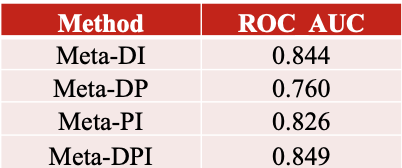 Method ROC AUC
Meta-DI 0.844
Meta-DP 0.760
Meta-PI 0.826
Meta-DPI 0.849